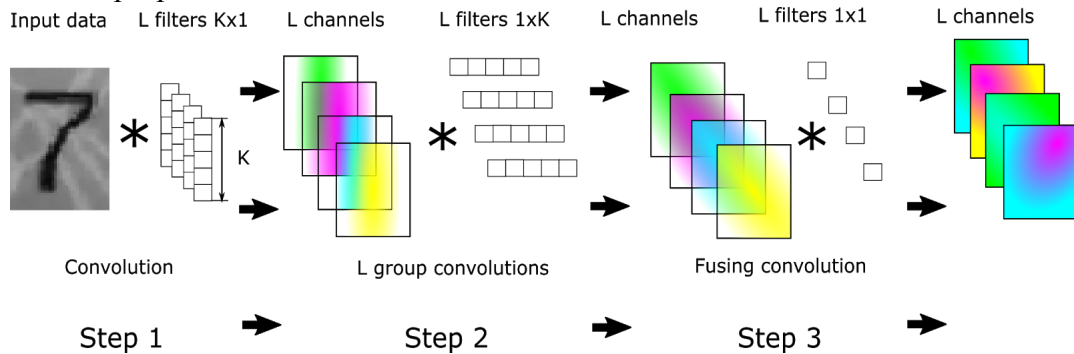 Input data
L filters Kx1
L channels
L filters 1xK
L channels
L filters 1x1
L channels
7
*
K
*
*
Convolution
L group convolutions
Fusing convolution
Step 1
Step 2
Step 3